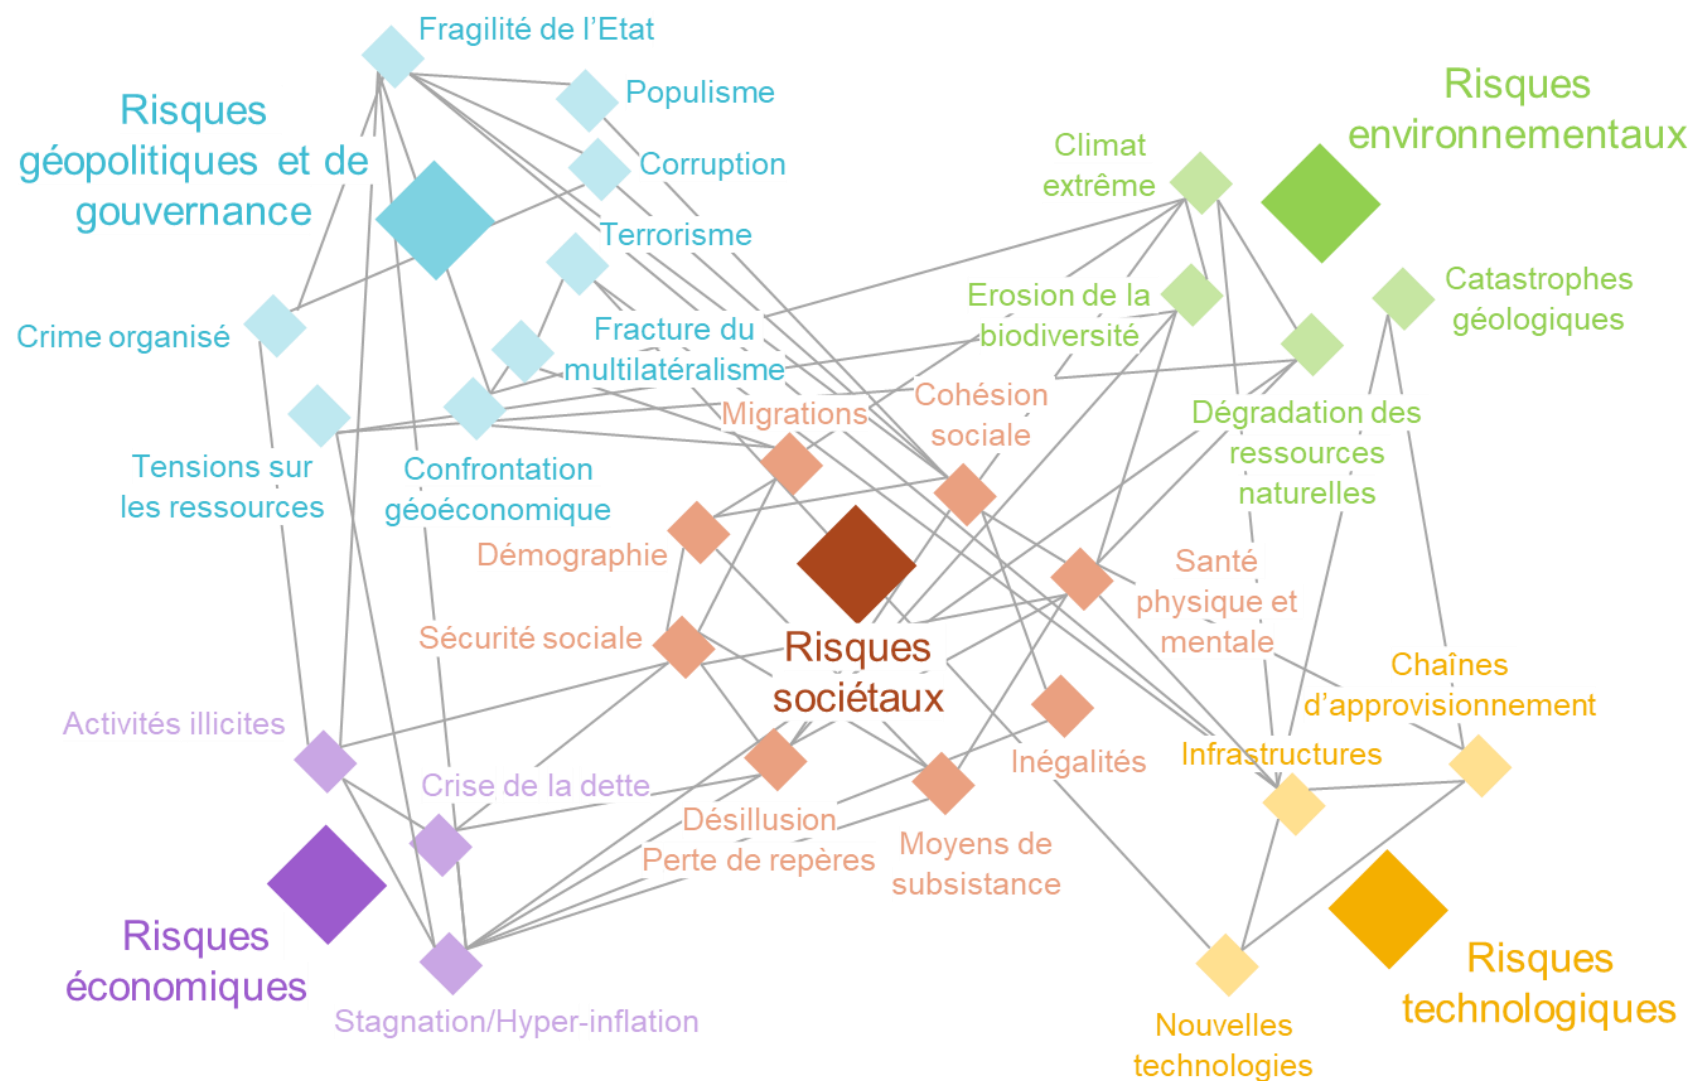 Fragilité de l’Etat
Populisme
Risques
géopolitiques et de
gouvernance
Corruption
Terrorisme
Crime organisé
Fracture du
multilatéralisme
Tensions sur
les ressources
Confrontation
géoéconomique
Risques
environnementaux
Climat
extrême
Erosion de la
biodiversité
Catastrophes
géologiques
Dégradation des
ressources
naturelles
Migrations
Cohésion
sociale
Démographie
Sécurité sociale
Risques
sociétaux
Santé
physique et
mentale
Inégalités
Désillusion
Perte de repères
Moyens de
subsistance
Activités illicites
Crise de la dette
Risques
économiques
Stagnation/Hyper-inflation
Chaînes
d’approvisionnement
Infrastructures
Risques
technologiques
Nouvelles
technologies